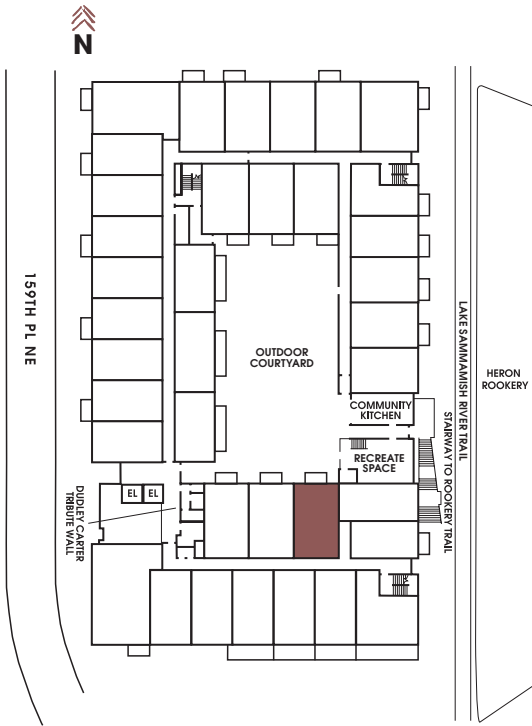 N
159TH PL NE
OUTDOOR
COURTYARD
LAKE SAMMAMISH RIVER TRAIL
HERON
ROOKERY
COMMUNITY
KITCHEN
STAIRWAY TO ROOKERY TRAIL
RECREATE
SPACE
EL
EL
DUDLEY CARTER
TRIBUTE WALL